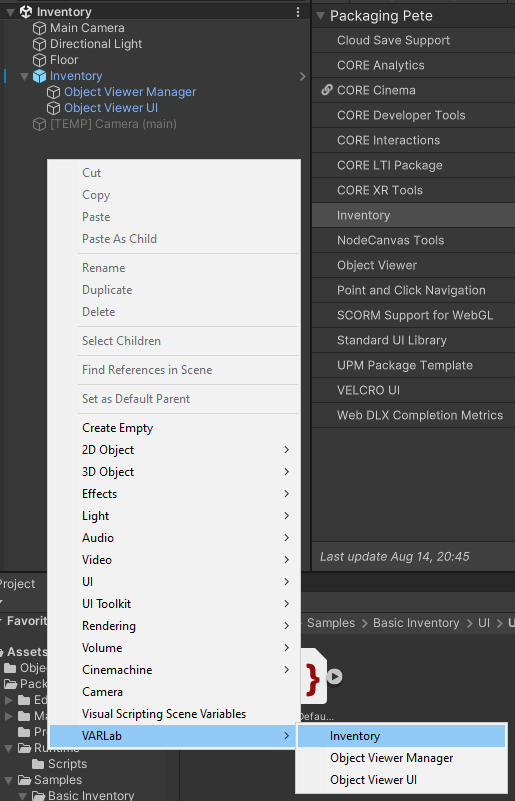 Inventory
Main Camera
Directional Light
Floor
Inventory
Object Viewer Manager
Object Viewer UI
[TEMP] Camera (main)
Packaging Pete
Cloud Save Support
CORE Analytics
CORE Cinema
CORE Developer Tools
CORE Interactions
CORE LTI Package
CORE XR Tools
Inventory
NodeCanvas Tools
Object Viewer
Point and Click Navigation
SCORM Support for WebGL
Standard UI Library
UPM Package Template
VELCRO UI
Web DLX Completion Metrics
Last update Aug 14, 20:45
Cut
Copy
Paste
Paste As Child
Rename
Duplicate
Delete
Select Children
Find References in Scene
Set as Default Parent
Create Empty
2D Object
3D Object
Effects
Light
Audio
Video
UI
UI Toolkit
Rendering
Volume
Cinemachine
Camera
Visual Scripting Scene Variables
VARLab
Inventory
Object Viewer Manager
Object Viewer UI
Project
Favorit
Assets
Obje
Pack
Ed
Ma
Pr
Runtime
Scripts
Samples
Basic Inventory
Samples > Basic Inventory > UI > U
Defau...